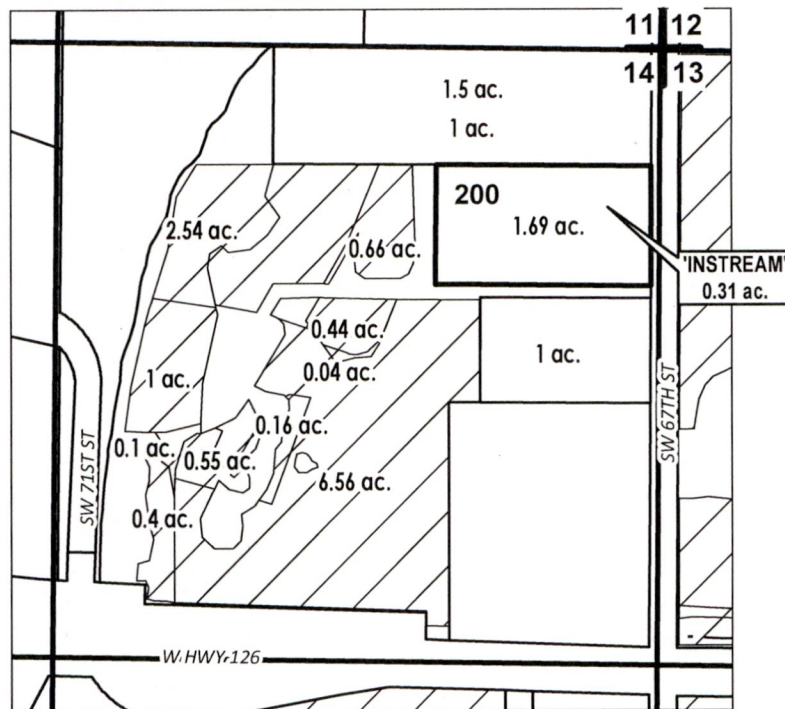 11 12
14 13
1.5 ac.
1 ac.
200
1.69 ac.
2.54 ac.
0.66 ac.
'INSTREAM'
0.31 ac.
0.44 ac.
0.04 ac.
1 ac.
1 ac.
0.16 ac.
0.1 ac.
0.55 ac.
6.56 ac.
0.4 ac.
SW 71ST ST
SW 67TH ST
W HWY 126